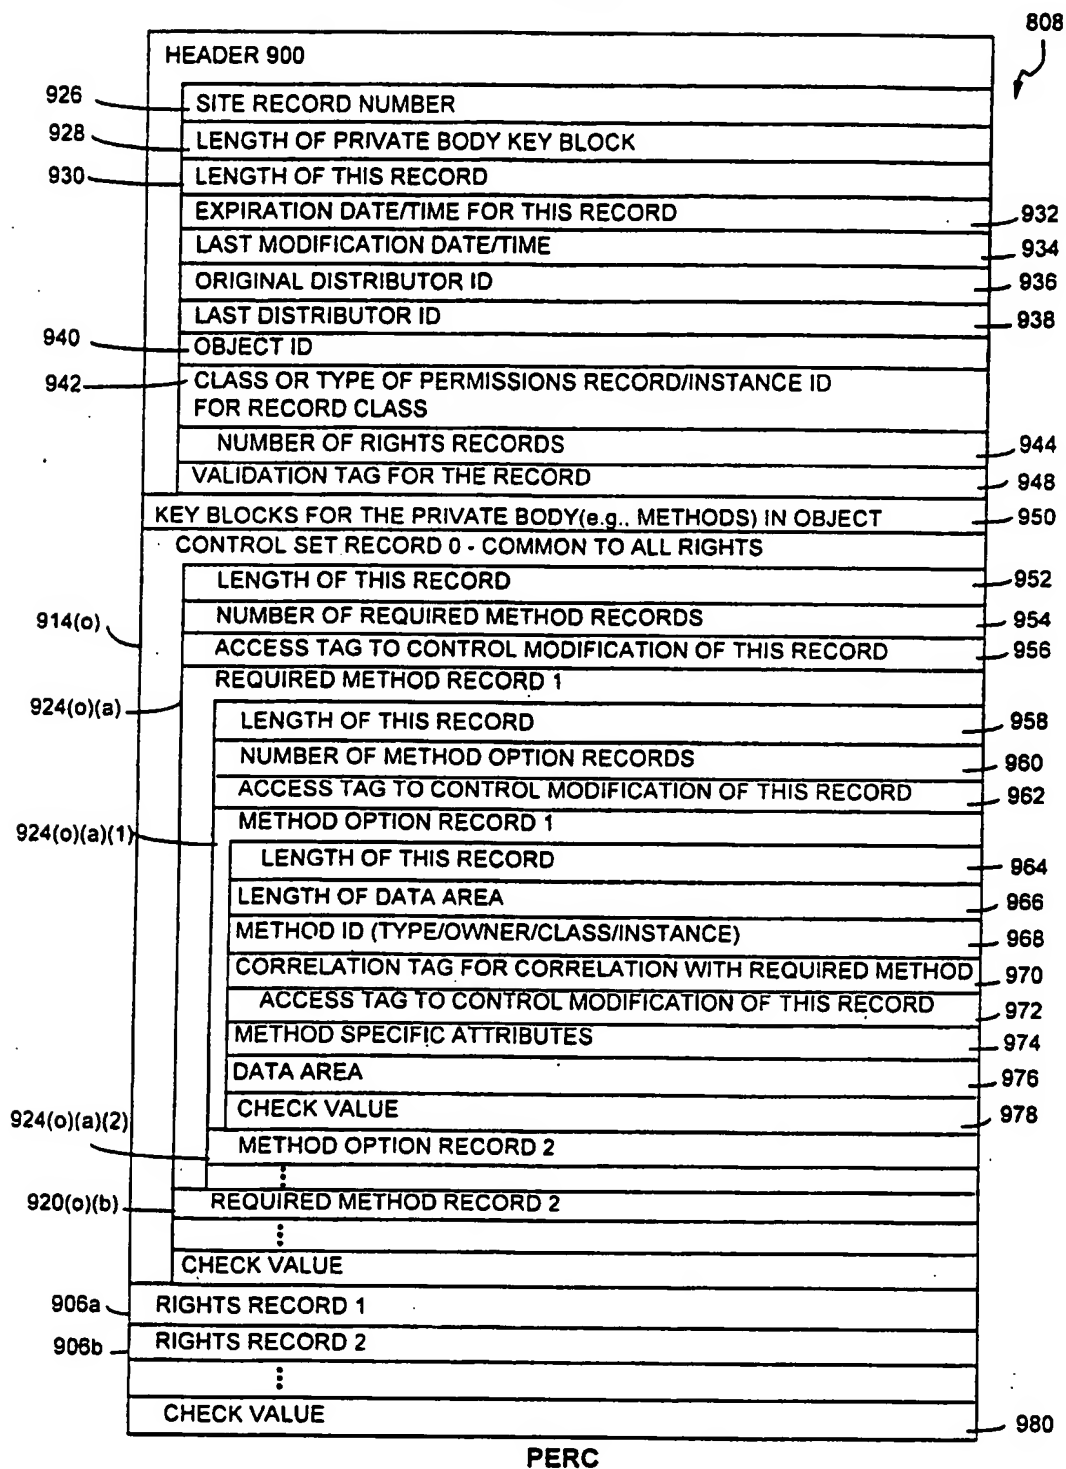 808
HEADER 900
926 SITE RECORD NUMBER
928 LENGTH OF PRIVATE BODY KEY BLOCK
930 LENGTH OF THIS RECORD
EXPIRATION DATE/TIME FOR THIS RECORD 932
LAST MODIFICATION DATE/TIME 934
ORIGINAL DISTRIBUTOR ID 936
LAST DISTRIBUTOR ID 938
940 OBJECT ID
942 CLASS OR TYPE OF PERMISSIONS RECORD/INSTANCE ID
FOR RECORD CLASS
NUMBER OF RIGHTS RECORDS 944
VALIDATION TAG FOR THE RECORD 948
KEY BLOCKS FOR THE PRIVATE BODY(e.g., METHODS) IN OBJECT 950
CONTROL SET RECORD 0 - COMMON TO ALL RIGHTS
LENGTH OF THIS RECORD 952
914(o) NUMBER OF REQUIRED METHOD RECORDS 954
ACCESS TAG TO CONTROL MODIFICATION OF THIS RECORD 956
REQUIRED METHOD RECORD 1
924(o)(a) LENGTH OF THIS RECORD 958
NUMBER OF METHOD OPTION RECORDS 960
ACCESS TAG TO CONTROL MODIFICATION OF THIS RECORD 962
924(o)(a)(1) METHOD OPTION RECORD 1
LENGTH OF THIS RECORD 964
LENGTH OF DATA AREA 966
METHOD ID (TYPE/OWNER/CLASS/INSTANCE) 968
CORRELATION TAG FOR CORRELATION WITH REQUIRED METHOD 970
ACCESS TAG TO CONTROL MODIFICATION OF THIS RECORD 972
METHOD SPECIFIC ATTRIBUTES 974
DATA AREA 976
CHECK VALUE 978
924(o)(a)(2) METHOD OPTION RECORD 2
920(o)(b) REQUIRED METHOD RECORD 2
CHECK VALUE
906a RIGHTS RECORD 1
906b RIGHTS RECORD 2
CHECK VALUE 980
PERC